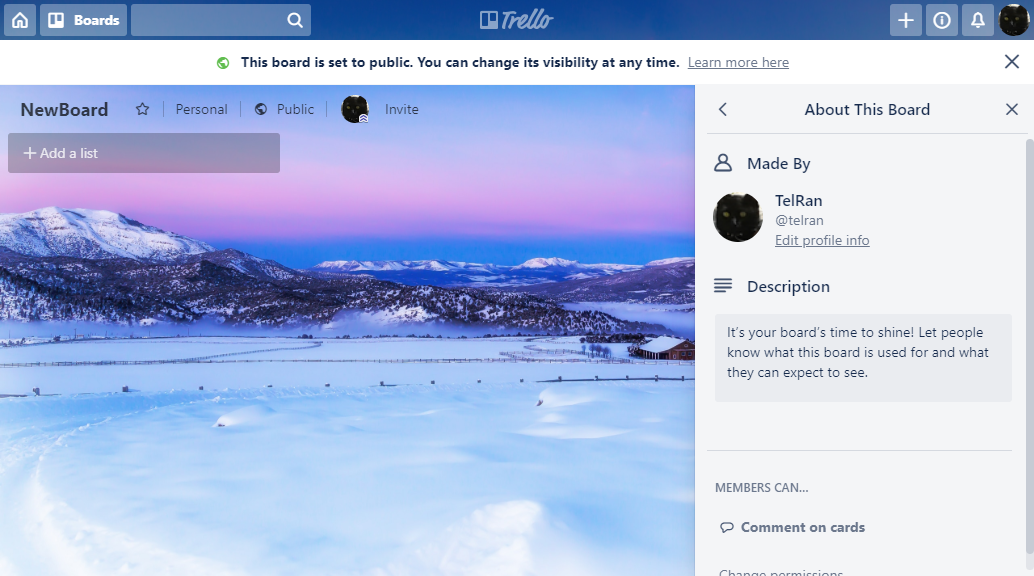 Boards
Trello
This board is set to public. You can change its visibility at any time. Learn more here
NewBoard
Personal
Public
Invite
+ Add a list
About This Board
Made By
TelRan
@telran
Edit profile info
Description
It's your board's time to shine! Let people
know what this board is used for and what
they can expect to see.
MEMBERS CAN…
Comment on cards
Change permissions